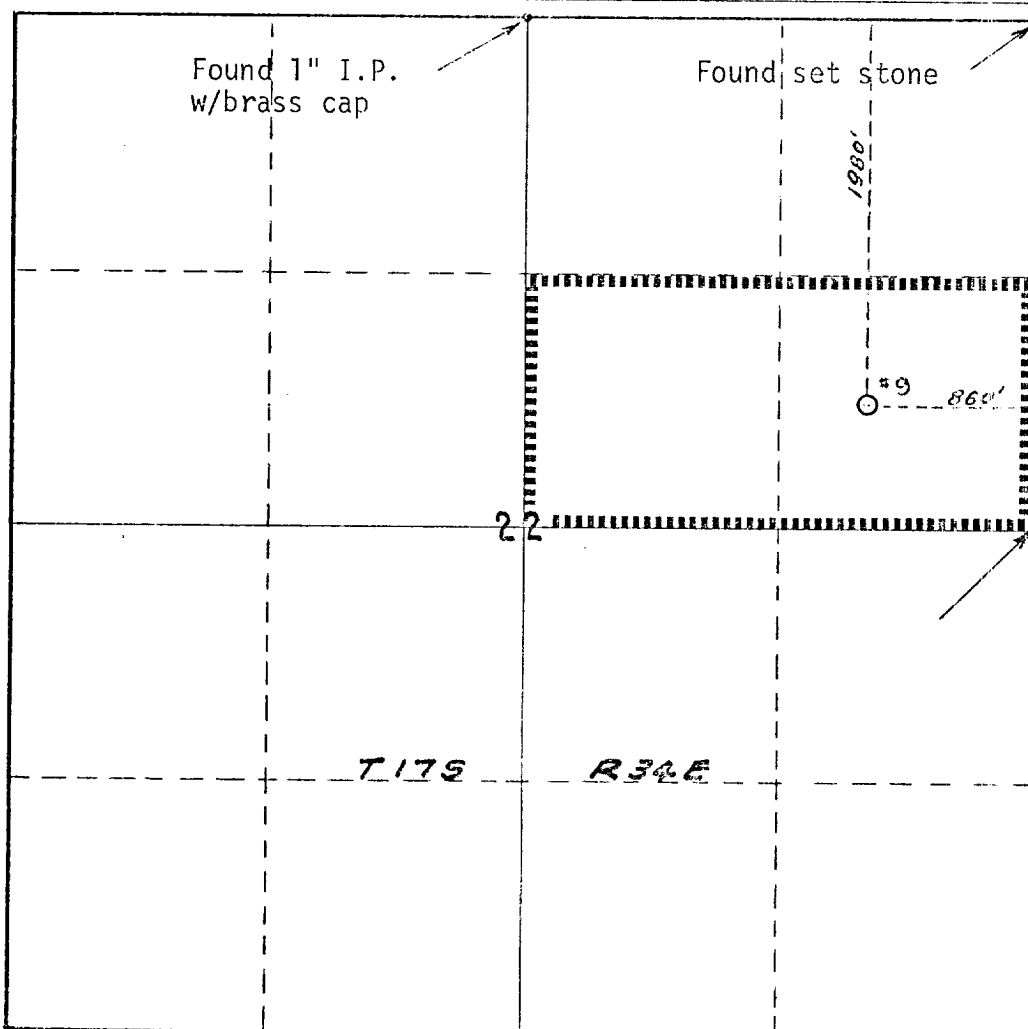 Found 1" I.P.
w/brass cap
Found set stone
1980'
#9
860'
22
T17S R34E